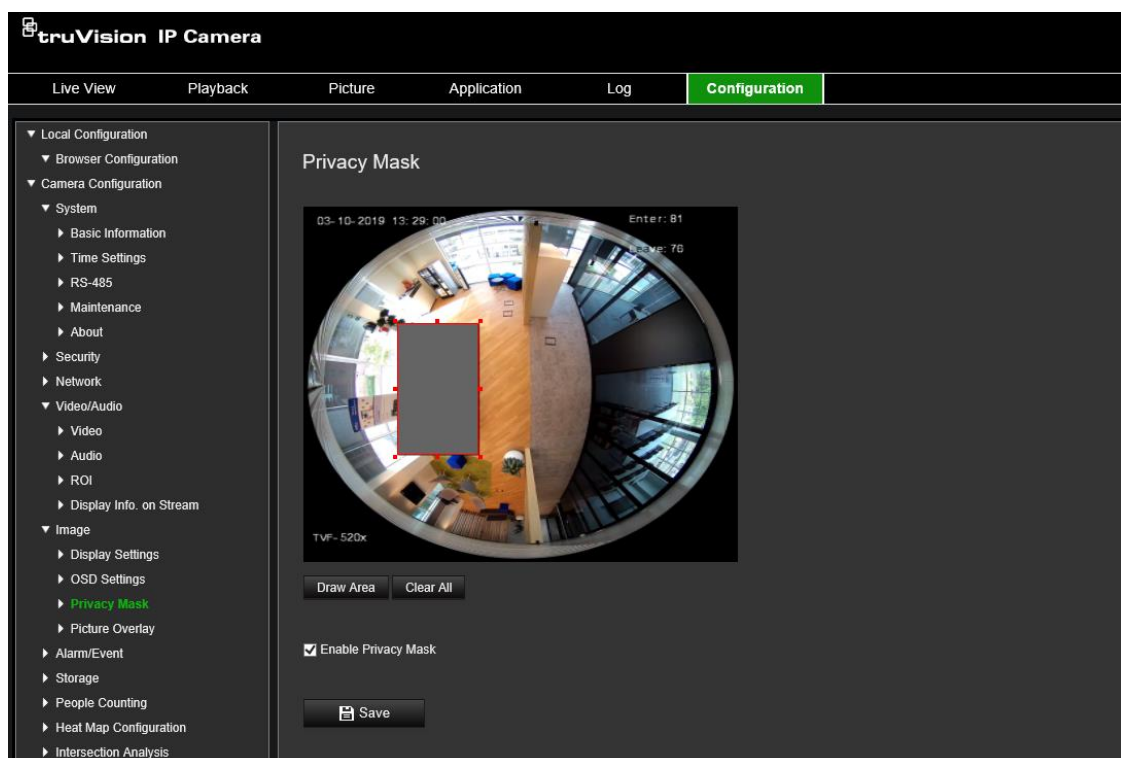 truVision IP Camera
Live View Playback Picture Application Log Configuration
Local Configuration
Browser Configuration
Camera Configuration
System
Basic Information
Time Settings
RS-485
Maintenance
About
Security
Network
Video/Audio
Video
Audio
ROI
Display Info. on Stream
Image
Display Settings
OSD Settings
Privacy Mask
Picture Overlay
Alarm/Event
Storage
People Counting
Heat Map Configuration
Intersection Analysis
Privacy Mask
03-10-2019 13:29:00 Enter:81
Leave:76
TVF-520x
Draw Area Clear All
Enable Privacy Mask
Save